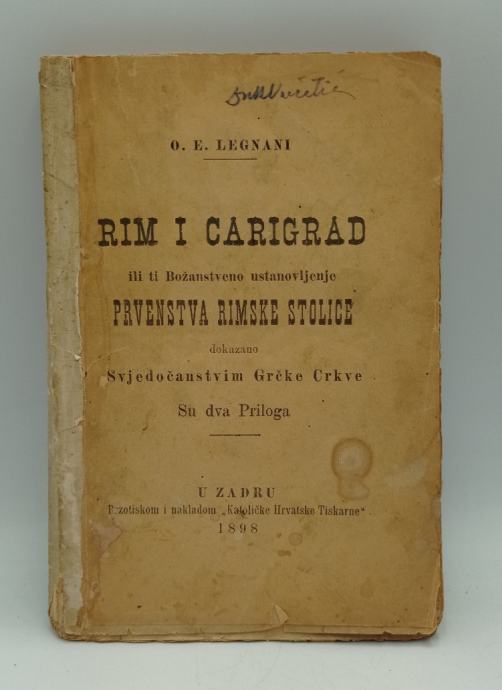 O. E. LEGNANI
RIM I CARIGRAD
ili ti Božanstveno ustanovljenje
PRVENSTVA RIMSKE STOLICE
dokazano
Svjedočanstvim Grčke Crkve
Su dva Priloga
U ZADRU
Brzotiskom i nakladom „Katoličke Hrvatske Tiskarne“
1898